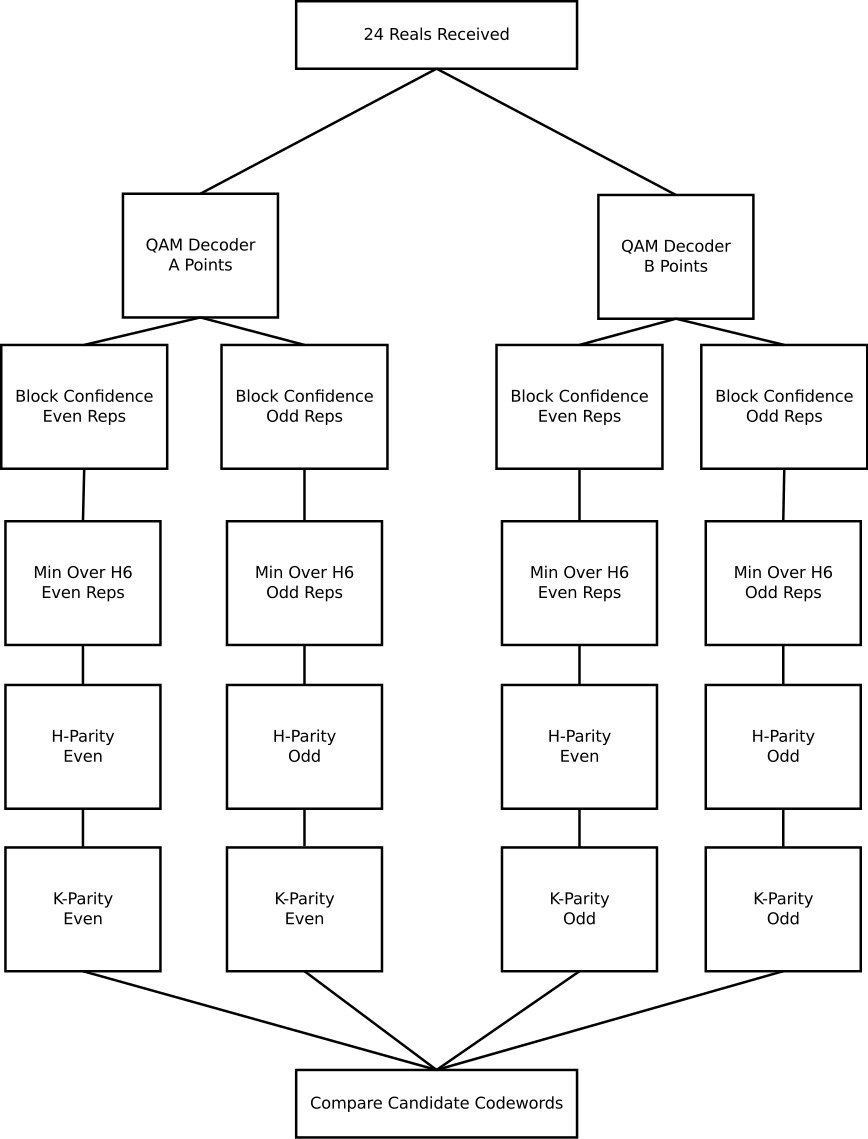 24 Reals Received
QAM Decoder
A Points
QAM Decoder
B Points
Block Confidence
Even Reps
Block Confidence
Odd Reps
Block Confidence
Even Reps
Block Confidence
Odd Reps
Min Over H6
Even Reps
Min Over H6
Odd Reps
Min Over H6
Even Reps
Min Over H6
Odd Reps
H-Parity
Even
H-Parity
Odd
H-Parity
Even
H-Parity
Odd
K-Parity
Even
K-Parity
Even
K-Parity
Odd
K-Parity
Odd
Compare Candidate Codewords